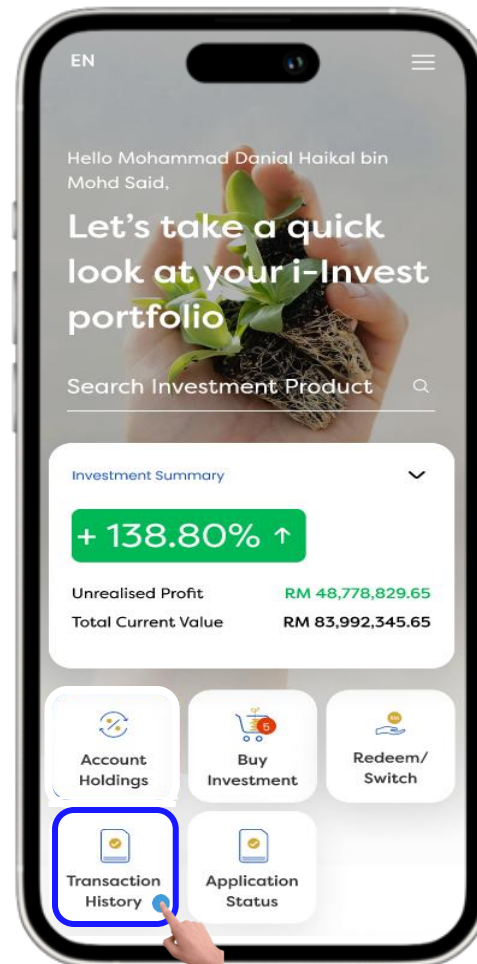 EN
Hello Mohammad Danial Haikal bin
Mohd Said,
Let's take a quick
look at your i-Invest
portfolio
Search Investment Product
Investment Summary
+ 138.80% ↑
Unrealised Profit RM 48,778,829.65
Total Current Value RM 83,992,345.65
Account
Holdings
5
Buy
Investment
RM
Redeem/
Switch
Transaction
History
Application
Status